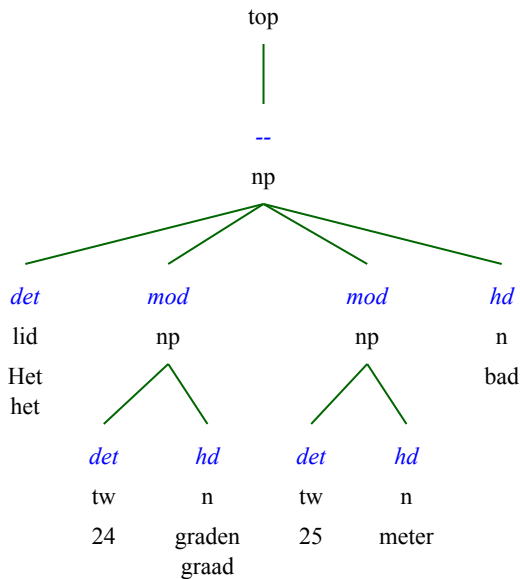 top
--
np
det mod mod hd
lid np np n
Het bad
het
det hd det hd
tw n tw n
24 graden 25 meter
graad